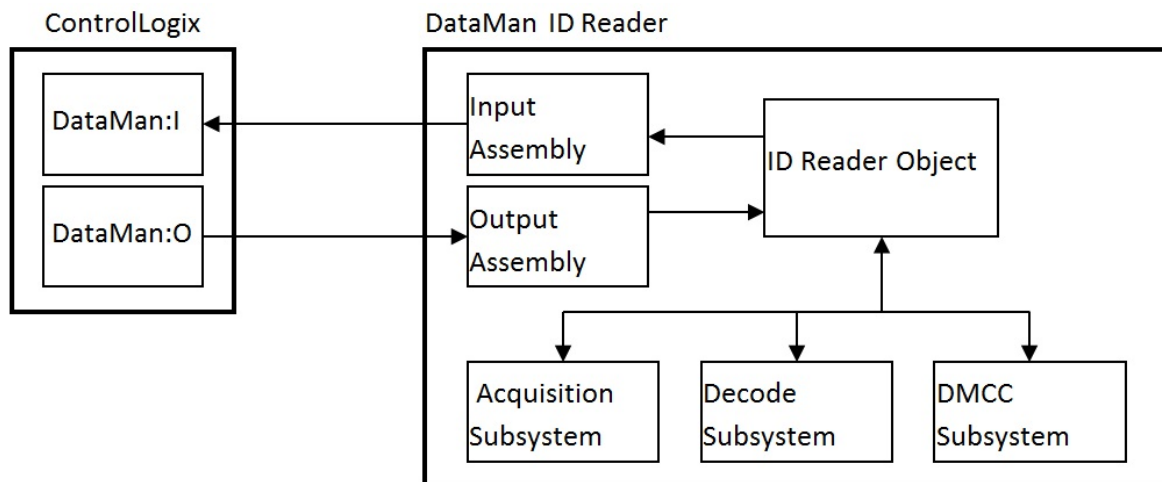 ControlLogix
DataMan ID Reader
DataMan:I
DataMan:O
Input
Assembly
Output
Assembly
ID Reader Object
Acquisition
Subsystem
Decode
Subsystem
DMCC
Subsystem